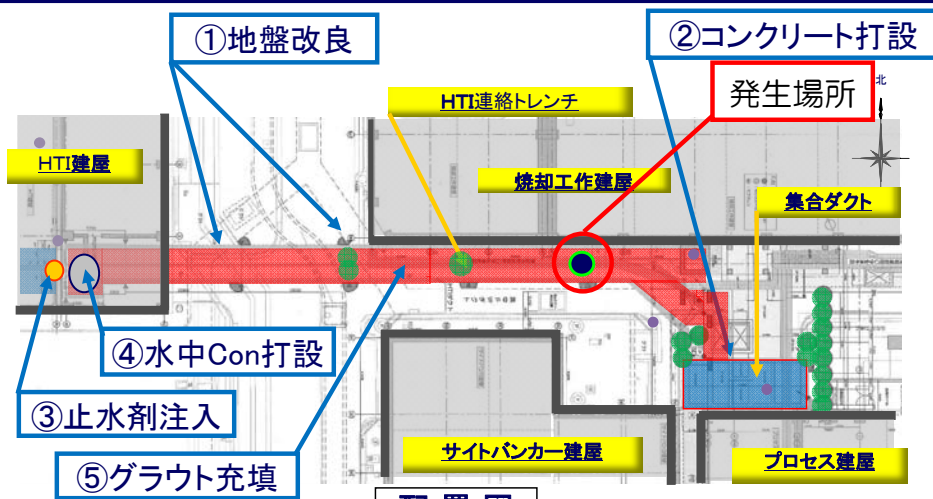 ①地盤改良
②コンクリート打設
発生場所
北
HTI連絡トレンチ
HTI建屋
焼却工作建屋
集合ダクト
④水中Con打設
③止水剤注入
⑤グラウト充填
サイトバンカー建屋
プロセス建屋
配置図